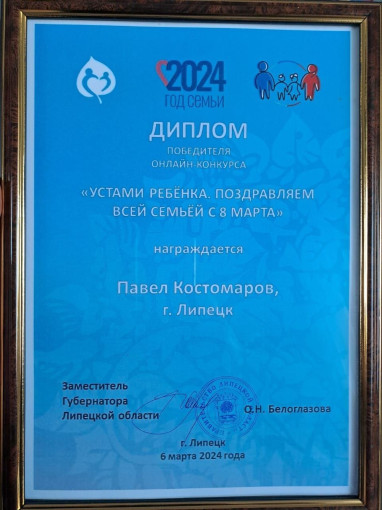 2024
ГОД СЕМЬИ
ДИПЛОМ
ПОБЕДИТЕЛЯ
ОНЛАЙН-КОНКУРСА
«УСТАМИ РЕБЁНКА. ПОЗДРАВЛЯЕМ
ВСЕЙ СЕМЬЁЙ С 8 МАРТА»
награждается
Павел Костомаров,
г. Липецк
Заместитель
Губернатора
Липецкой области
О.Н. Белоглазова
г. Липецк
6 марта 2024 года